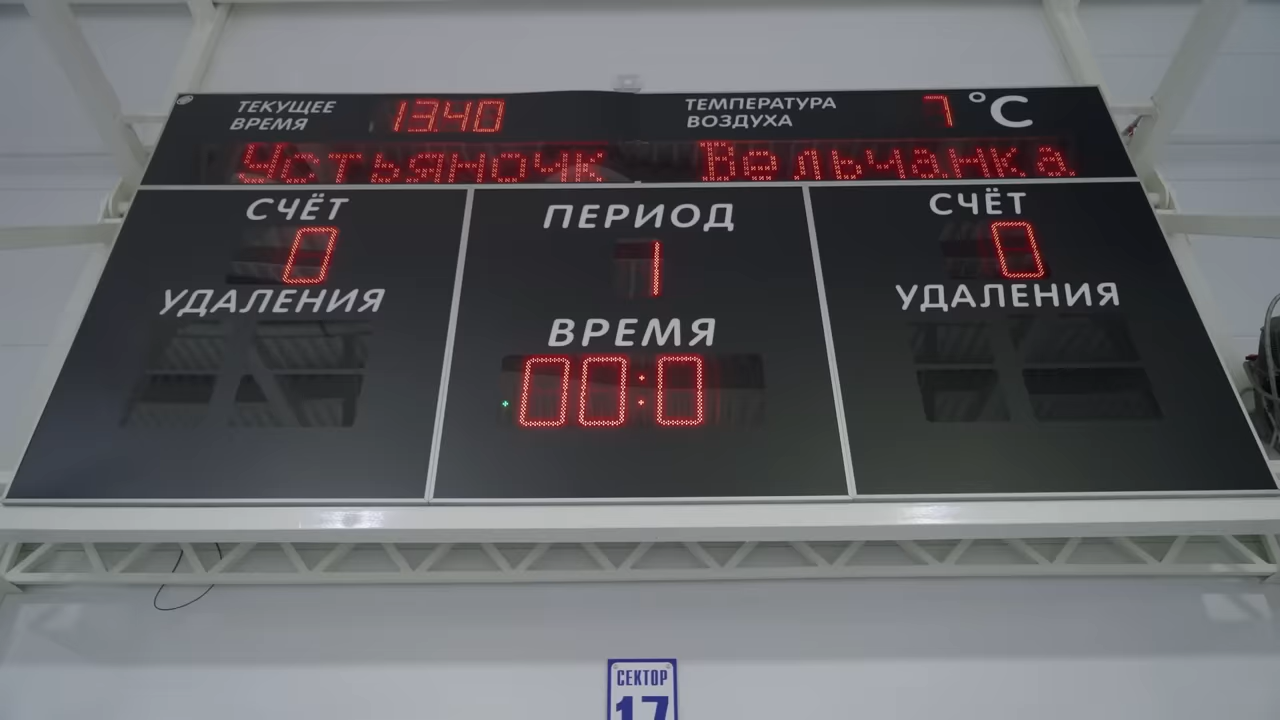 ТЕКУЩЕЕ ВРЕМЯ 13:40
ТЕМПЕРАТУРА ВОЗДУХА 7 °C
Устьяночк Вельчанка
СЧЁТ ПЕРИОД СЧЁТ
0 1 0
УДАЛЕНИЯ ВРЕМЯ УДАЛЕНИЯ
00:0
СЕКТОР
17